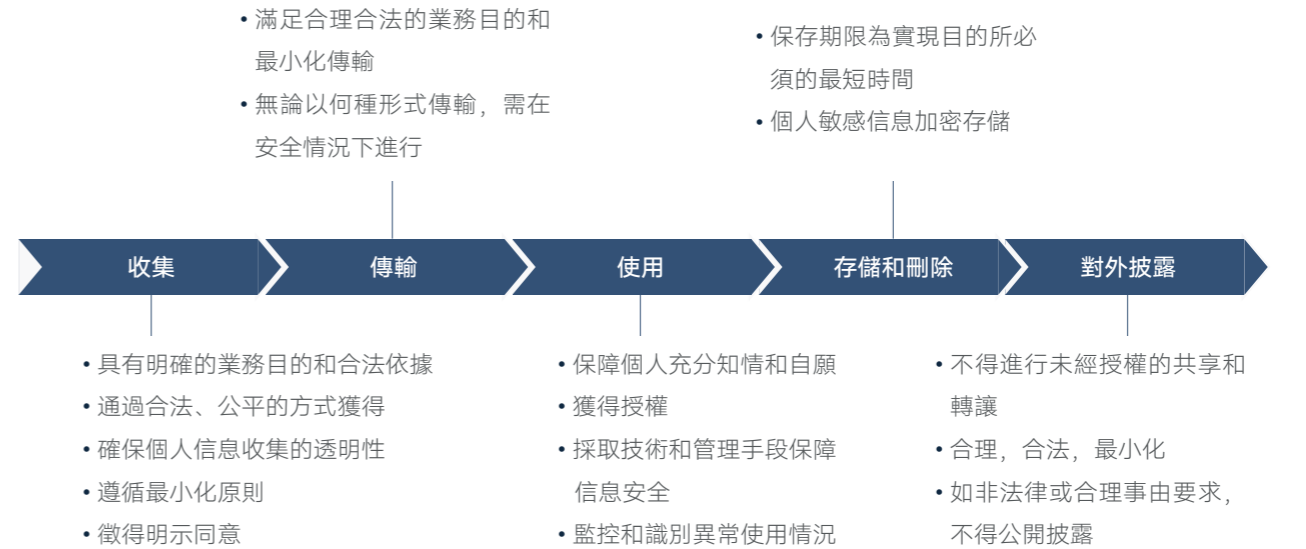 • 滿足合理合法的業務目的和
最小化傳輸
• 無論以何種形式傳輸，需在
安全情況下進行
• 保存期限為實現目的所必
須的最短時間
• 個人敏感信息加密存儲
收集
傳輸
使用
存儲和刪除
對外披露
• 具有明確的業務目的和合法依據
• 通過合法、公平的方式獲得
• 確保個人信息收集的透明性
• 遵循最小化原則
• 徵得明示同意
• 保障個人充分知情和自願
• 獲得授權
• 採取技術和管理手段保障
信息安全
• 監控和識別異常使用情況
• 不得進行未經授權的共享和
轉讓
• 合理，合法，最小化
• 如非法律或合理事由要求，
不得公開披露